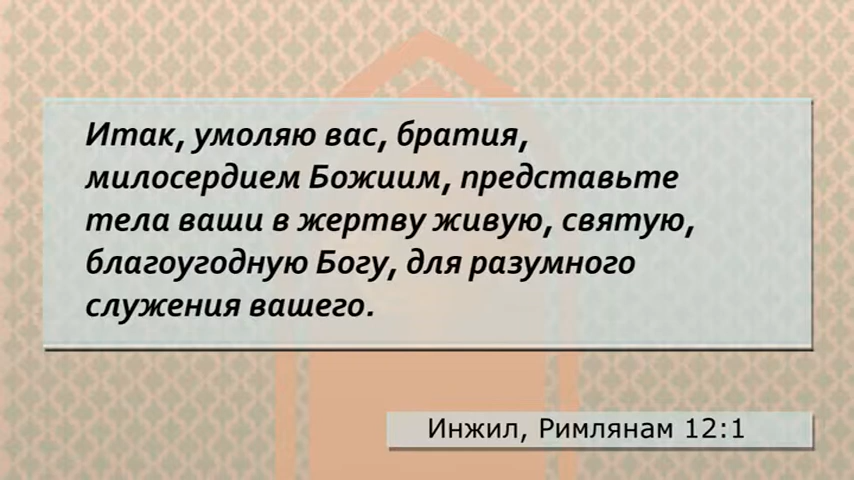 Итак, умоляю вас, братия,
милосердием Божиим, представьте
тела ваши в жертву живую, святую,
благоугодную Богу, для разумного
служения вашего.
Инжил, Римлянам 12:1